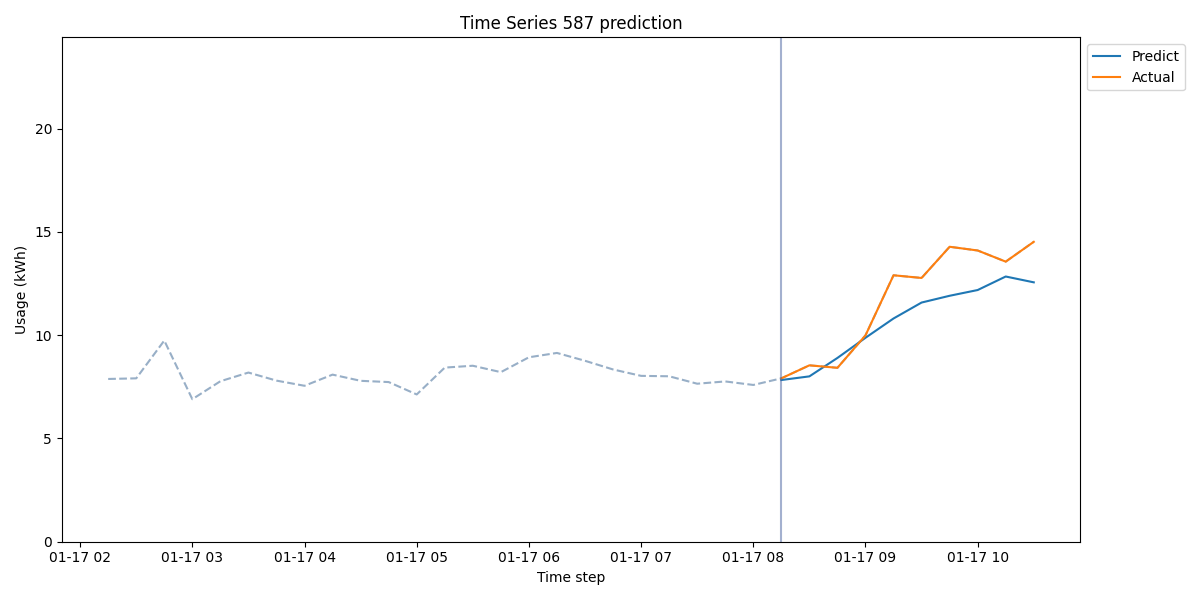 Time Series 587 prediction
Predict
Actual
Usage (kWh)
20
15
10
5
0
01-17 02 01-17 03 01-17 04 01-17 05 01-17 06 01-17 07 01-17 08 01-17 09 01-17 10
Time step